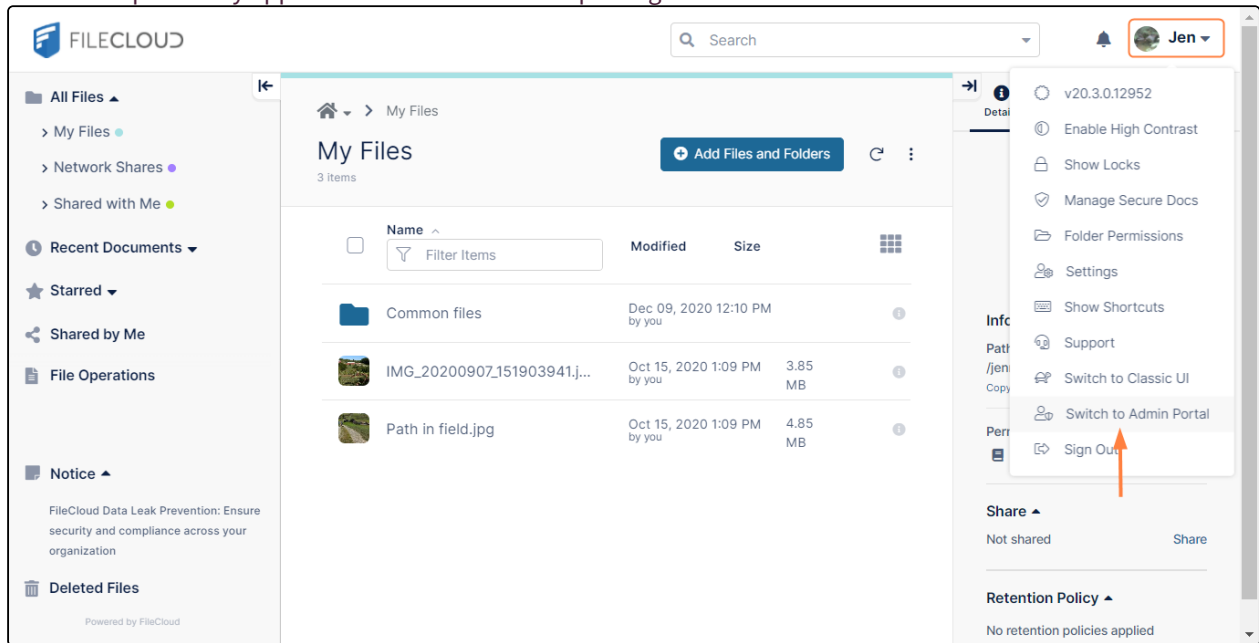 FILECLOUD
Search
Jen
All Files
My Files
Network Shares
Shared with Me
Recent Documents
Starred
Shared by Me
File Operations
Notice
FileCloud Data Leak Prevention: Ensure
security and compliance across your
organization
Deleted Files
Powered by FileCloud
My Files
My Files
3 items
Add Files and Folders
Name
Filter Items
Modified
Size
Common files
Dec 09, 2020 12:10 PM
by you
IMG_20200907_151903941.j...
Oct 15, 2020 1:09 PM
by you
3.85
MB
Path in field.jpg
Oct 15, 2020 1:09 PM
by you
4.85
MB
v20.3.0.12952
Enable High Contrast
Show Locks
Manage Secure Docs
Folder Permissions
Settings
Show Shortcuts
Support
Switch to Classic UI
Switch to Admin Portal
Sign Out
Share
Not shared
Share
Retention Policy
No retention policies applied